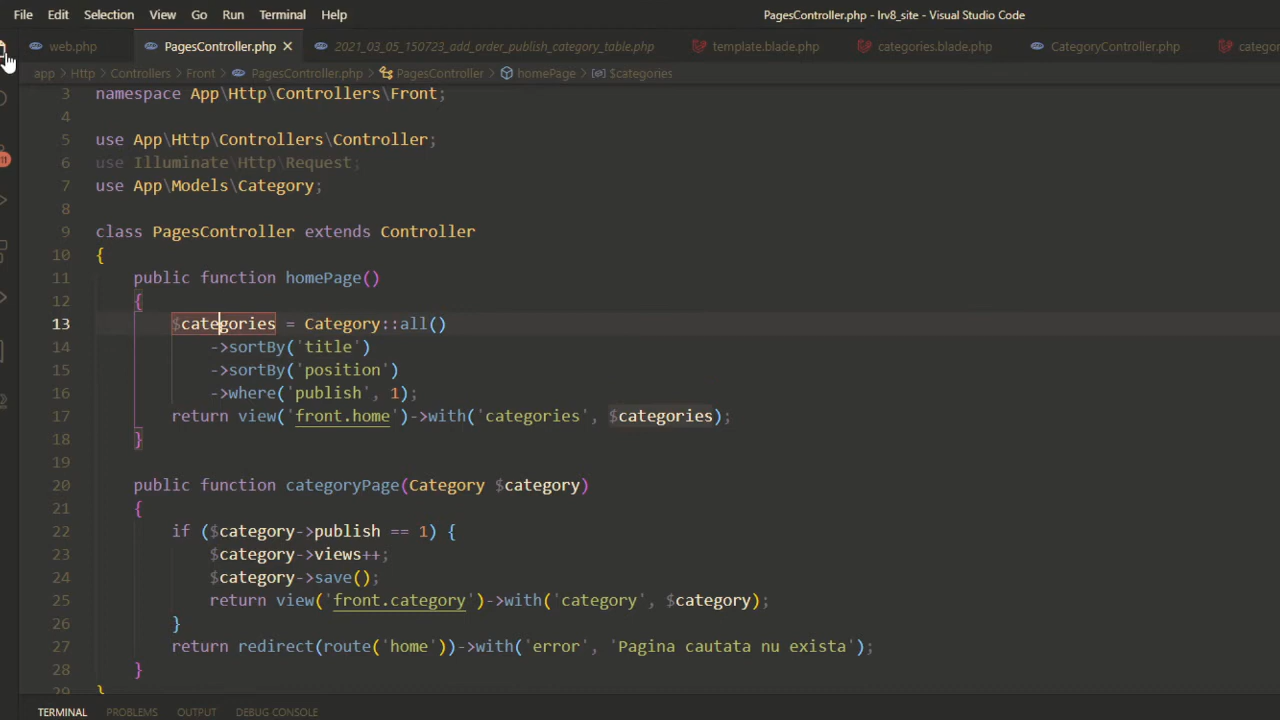 File Edit Selection View Go Run Terminal Help PagesController.php - lrv8_site - Visual Studio Code
web.php PagesController.php × 2021_03_05_150723_add_order_publish_category_table.php template.blade.php categories.blade.php CategoryController.php categor
app > Http > Controllers > Front > PagesController.php > PagesController > homePage > $categories
3 namespace App\Http\Controllers\Front;
4
5 use App\Http\Controllers\Controller;
6 use Illuminate\Http\Request;
7 use App\Models\Category;
8
9 class PagesController extends Controller
10 {
11 public function homePage()
12 {
13 $categories = Category::all()
14 ->sortBy('title')
15 ->sortBy('position')
16 ->where('publish', 1);
17 return view('front.home')->with('categories', $categories);
18 }
19
20 public function categoryPage(Category $category)
21 {
22 if ($category->publish == 1) {
23 $category->views++;
24 $category->save();
25 return view('front.category')->with('category', $category);
26 }
27 return redirect(route('home'))->with('error', 'Pagina cautata nu exista');
28 }
29 }
11
TERMINAL PROBLEMS OUTPUT DEBUG CONSOLE